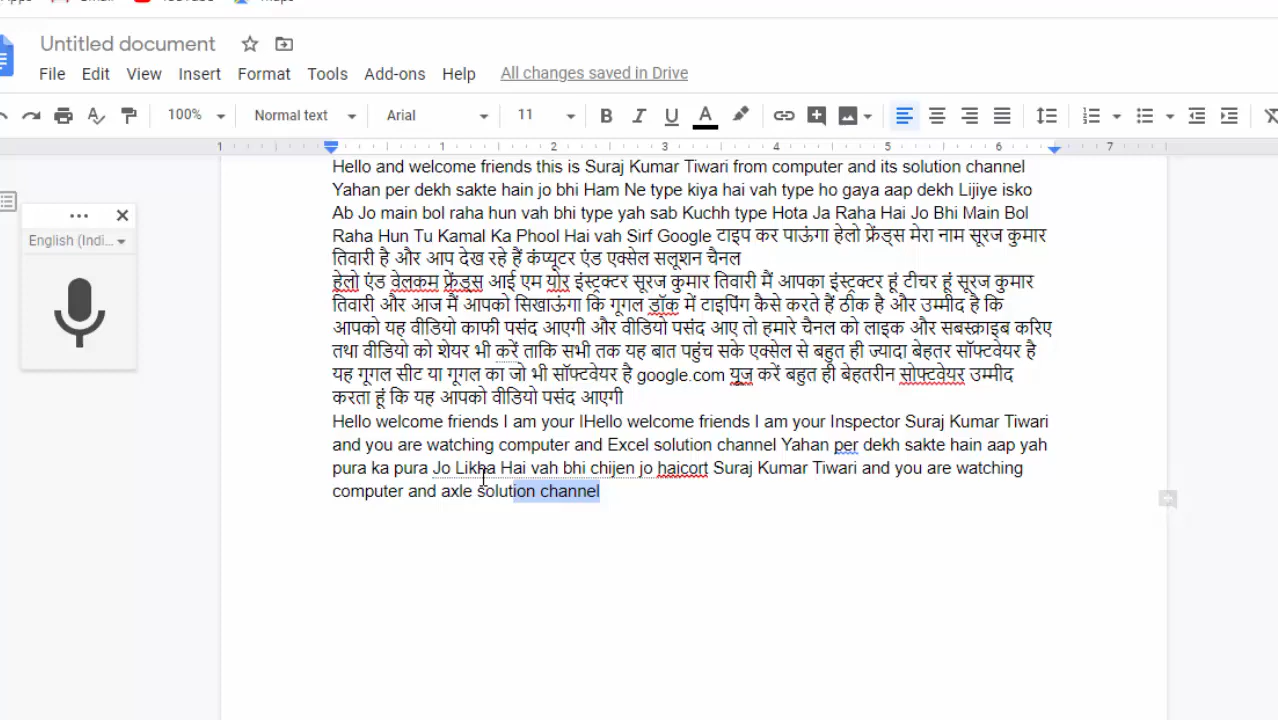 Untitled document
File Edit View Insert Format Tools Add-ons Help All changes saved in Drive
100% Normal text Arial 11 B I U A
1 1 2 3 4 5 6 7
English (Indi...
Hello and welcome friends this is Suraj Kumar Tiwari from computer and its solution channel
Yahan per dekh sakte hain jo bhi Ham Ne type kiya hai vah type ho gaya aap dekh Lijiye isko
Ab Jo main bol raha hun vah bhi type yah sab Kuchh type Hota Ja Raha Hai Jo Bhi Main Bol
Raha Hun Tu Kamal Ka Phool Hai vah Sirf Google टाइप कर पाऊंगा हेलो फ्रेंड्स मेरा नाम सूरज कुमार
तिवारी है और आप देख रहे हैं कंप्यूटर एंड एक्सेल सलूशन चैनल
हेलो एंड वेलकम फ्रेंड्स आई एम योर इंस्ट्रक्टर सूरज कुमार तिवारी मैं आपका इंस्ट्रक्टर हूं टीचर हूं सूरज कुमार
तिवारी और आज मैं आपको सिखाऊंगा कि गूगल डॉक में टाइपिंग कैसे करते हैं ठीक है और उम्मीद है कि
आपको यह वीडियो काफी पसंद आएगी और वीडियो पसंद आए तो हमारे चैनल को लाइक और सबस्क्राइब करिए
तथा वीडियो को शेयर भी करें ताकि सभी तक यह बात पहुंच सके एक्सेल से बहुत ही ज्यादा बेहतर सॉफ्टवेयर है
यह गूगल सीट या गूगल का जो भी सॉफ्टवेयर है google.com यूज करें बहुत ही बेहतरीन सोफ्टवेयर उम्मीद
करता हूं कि यह आपको वीडियो पसंद आएगी
Hello welcome friends I am your IHello welcome friends I am your Inspector Suraj Kumar Tiwari
and you are watching computer and Excel solution channel Yahan per dekh sakte hain aap yah
pura ka pura Jo Likha Hai vah bhi chijen jo haicort Suraj Kumar Tiwari and you are watching
computer and axle solution channel